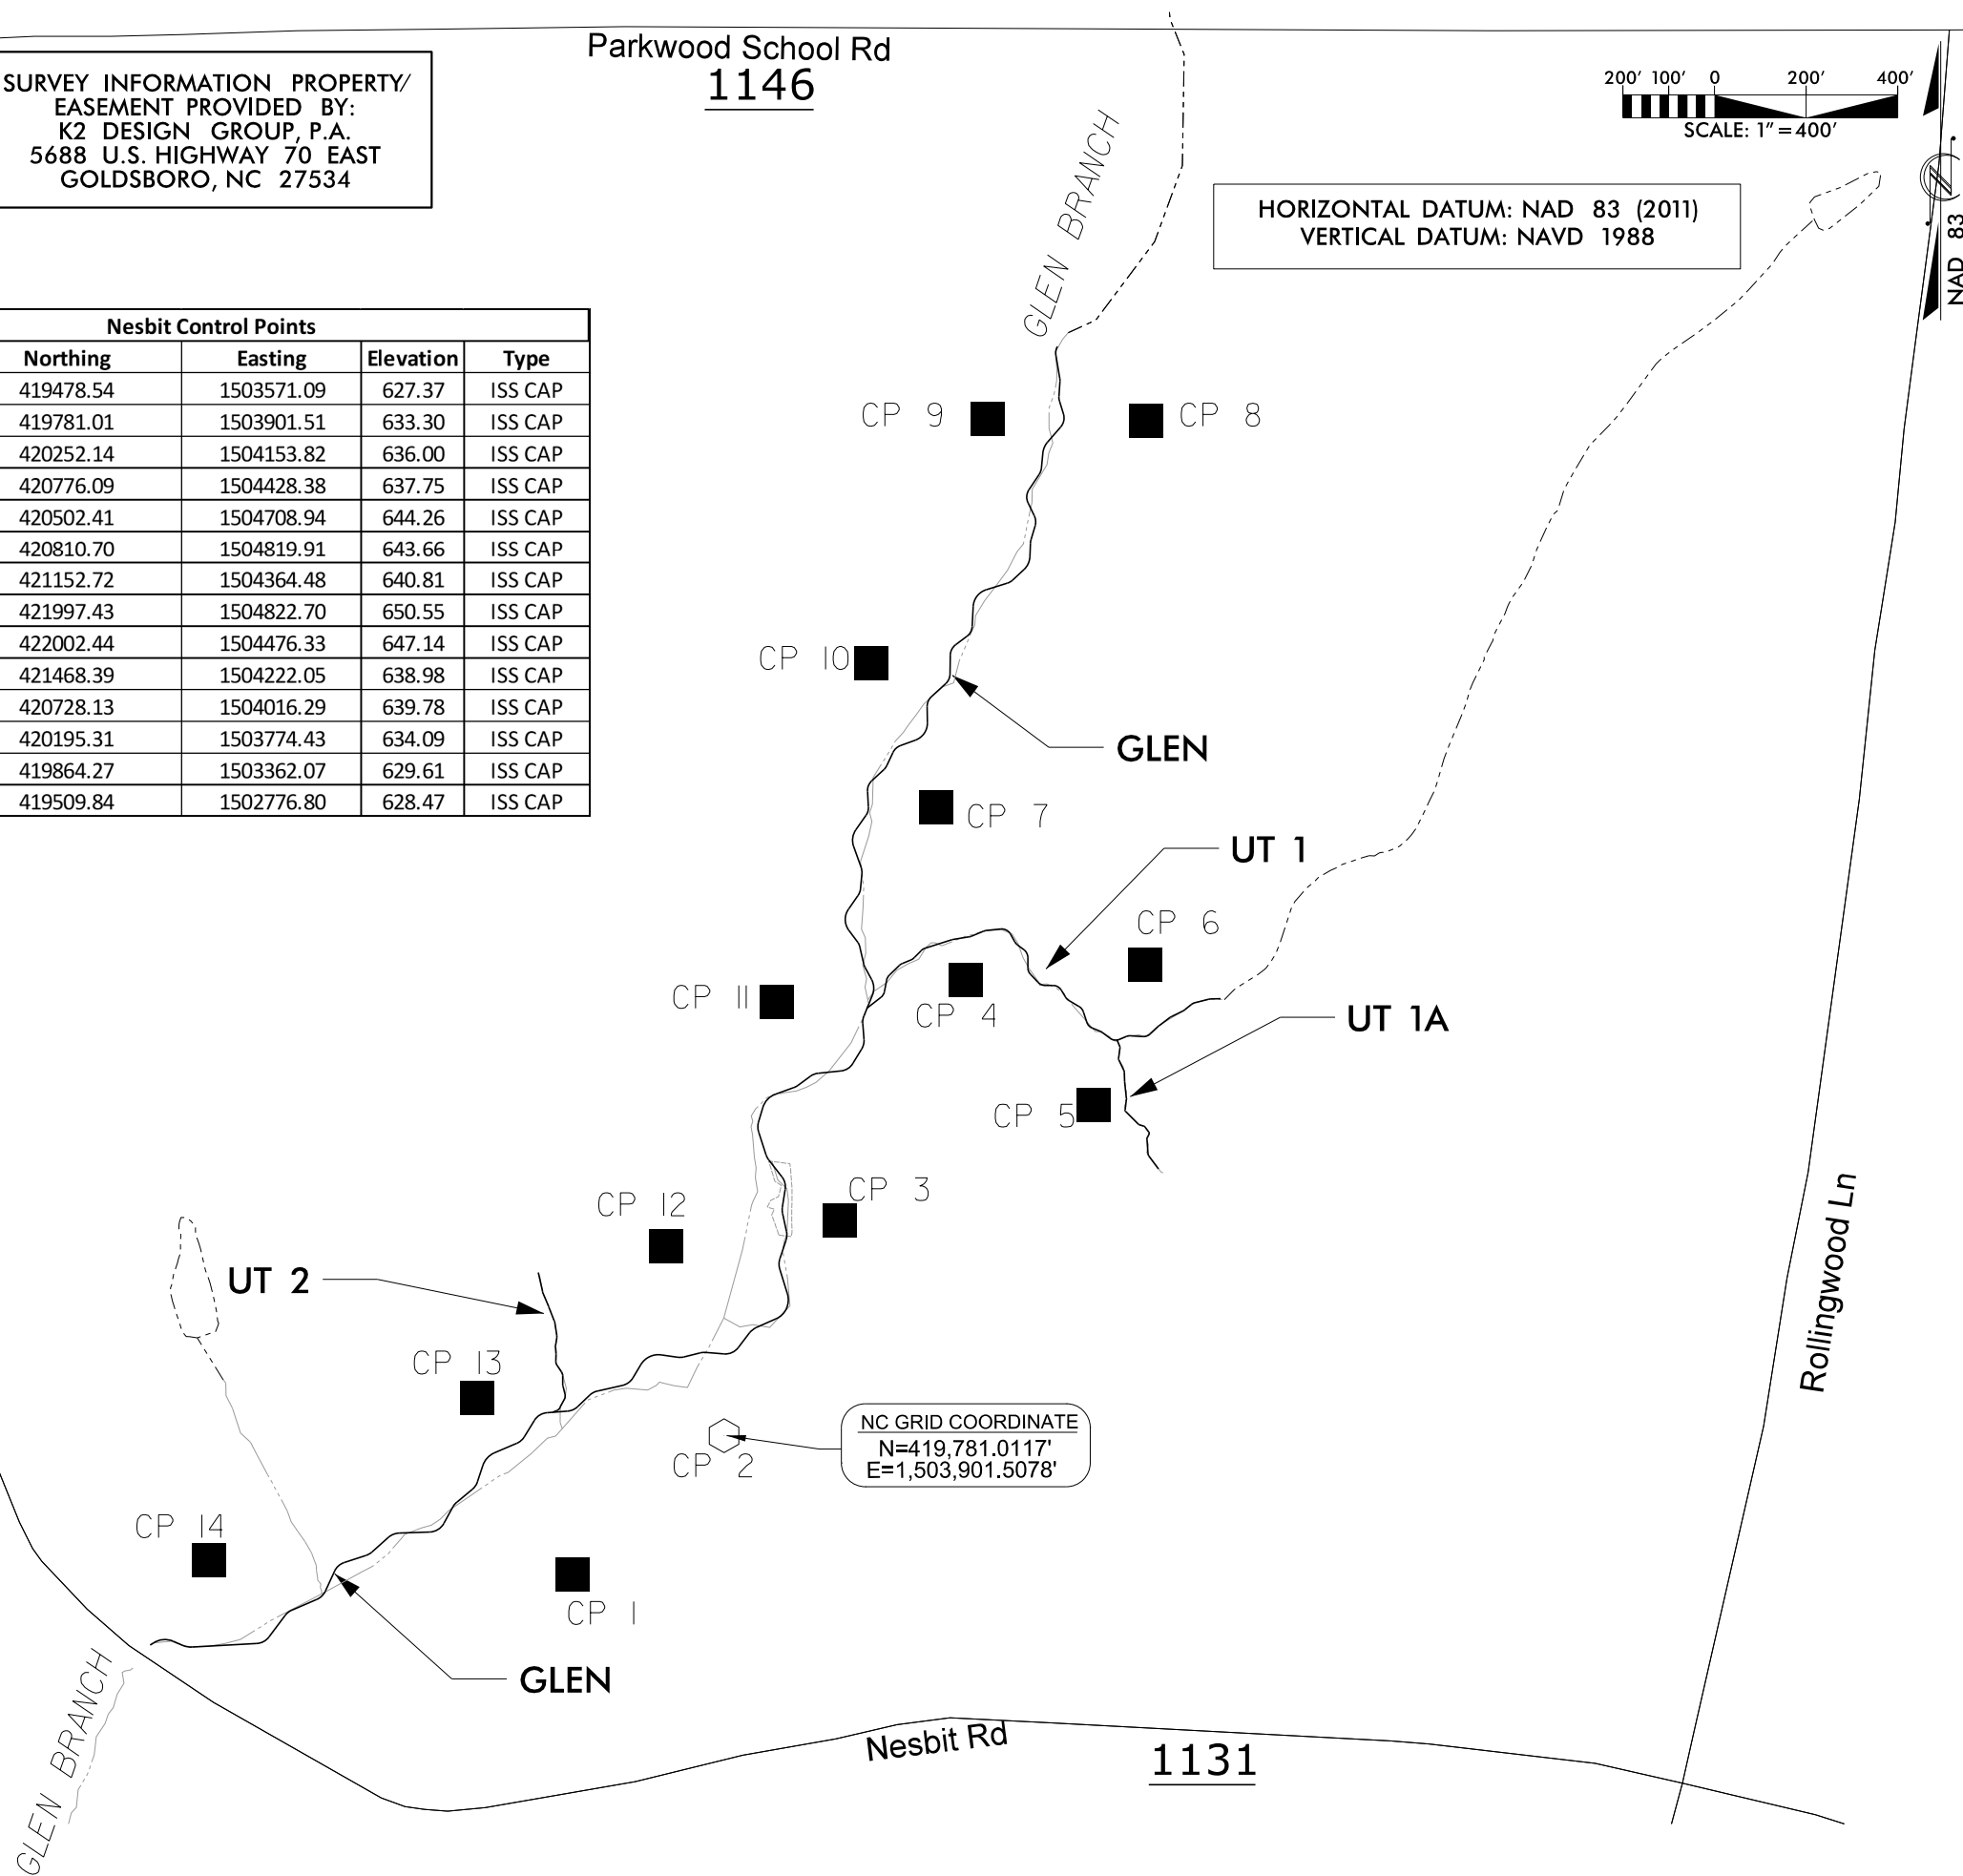 Parkwood School Rd
1146
SURVEY INFORMATION PROPERTY/
EASEMENT PROVIDED BY:
K2 DESIGN GROUP, P.A.
5688 U.S. HIGHWAY 70 EAST
GOLDSBORO, NC 27534
200' 100' 0 200' 400'
SCALE: 1"=400'
NAD 83
GLEN BRANCH
HORIZONTAL DATUM: NAD 83 (2011)
VERTICAL DATUM: NAVD 1988
Nesbit Control Points
Northing Easting Elevation Type
419478.54 1503571.09 627.37 ISS CAP
419781.01 1503901.51 633.30 ISS CAP
420252.14 1504153.82 636.00 ISS CAP
420776.09 1504428.38 637.75 ISS CAP
420502.41 1504708.94 644.26 ISS CAP
420810.70 1504819.91 643.66 ISS CAP
421152.72 1504364.48 640.81 ISS CAP
421997.43 1504822.70 650.55 ISS CAP
422002.44 1504476.33 647.14 ISS CAP
421468.39 1504222.05 638.98 ISS CAP
420728.13 1504016.29 639.78 ISS CAP
420195.31 1503774.43 634.09 ISS CAP
419864.27 1503362.07 629.61 ISS CAP
419509.84 1502776.80 628.47 ISS CAP
CP 9
CP 8
CP 10
GLEN
CP 7
UT 1
CP 6
CP 11
CP 4
UT 1A
CP 5
CP 3
CP 12
UT 2
Rollingwood Ln
CP 13
NC GRID COORDINATE
N=419,781.0117'
E=1,503,901.5078'
CP 2
CP 14
CP 1
GLEN
GLEN BRANCH
Nesbit Rd
1131